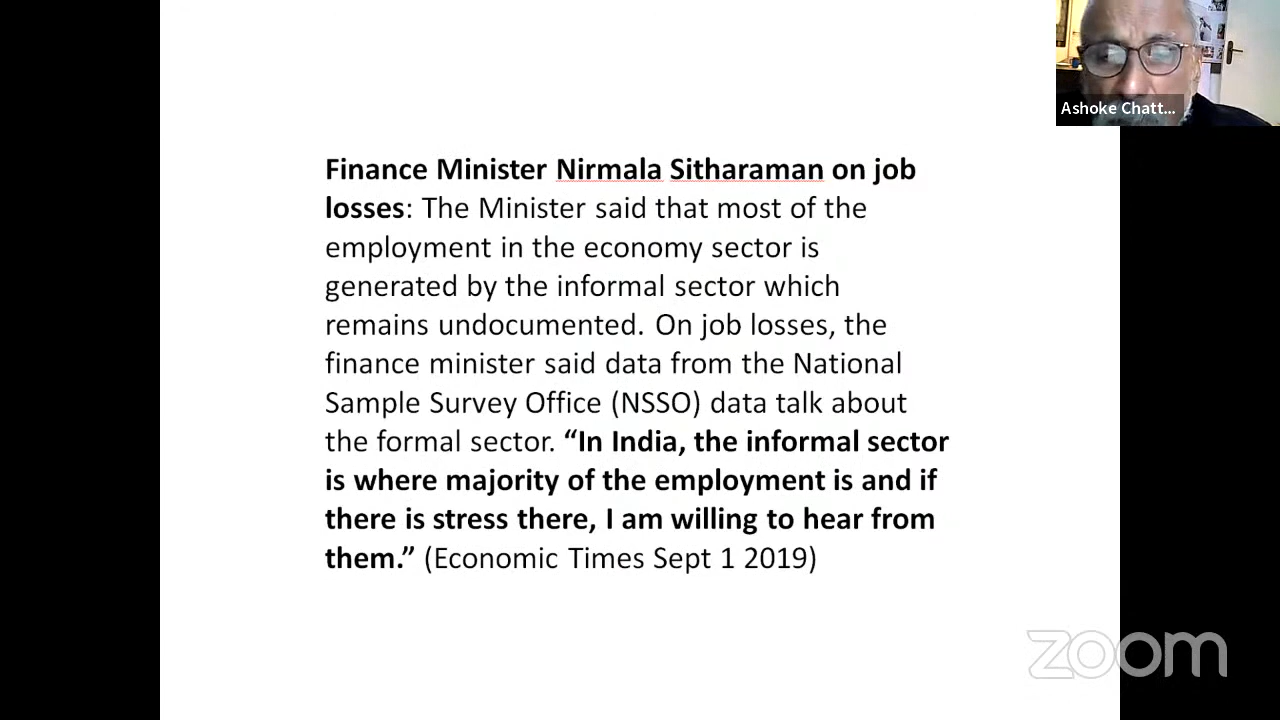 Ashoke Chatt...
Finance Minister Nirmala Sitharaman on job
losses: The Minister said that most of the
employment in the economy sector is
generated by the informal sector which
remains undocumented. On job losses, the
finance minister said data from the National
Sample Survey Office (NSSO) data talk about
the formal sector. “In India, the informal sector
is where majority of the employment is and if
there is stress there, I am willing to hear from
them.” (Economic Times Sept 1 2019)
zoom